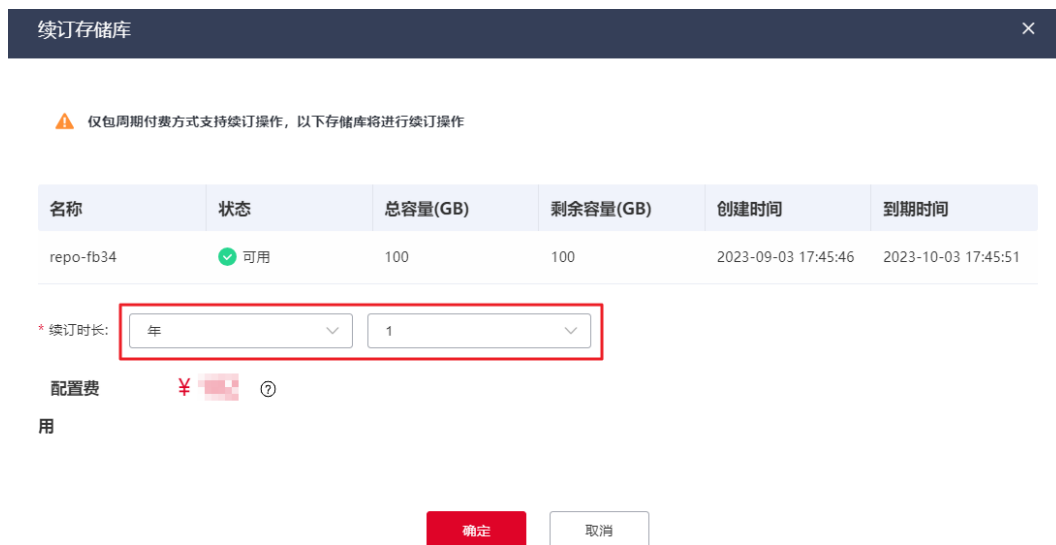 续订存储库
仅包周期付费方式支持续订操作，以下存储库将进行续订操作
名称 状态 总容量(GB) 剩余容量(GB) 创建时间 到期时间
repo-fb34 可用 100 100 2023-09-03 17:45:46 2023-10-03 17:45:51
* 续订时长: 年 1
配置费 ¥ ?
用
确定 取消